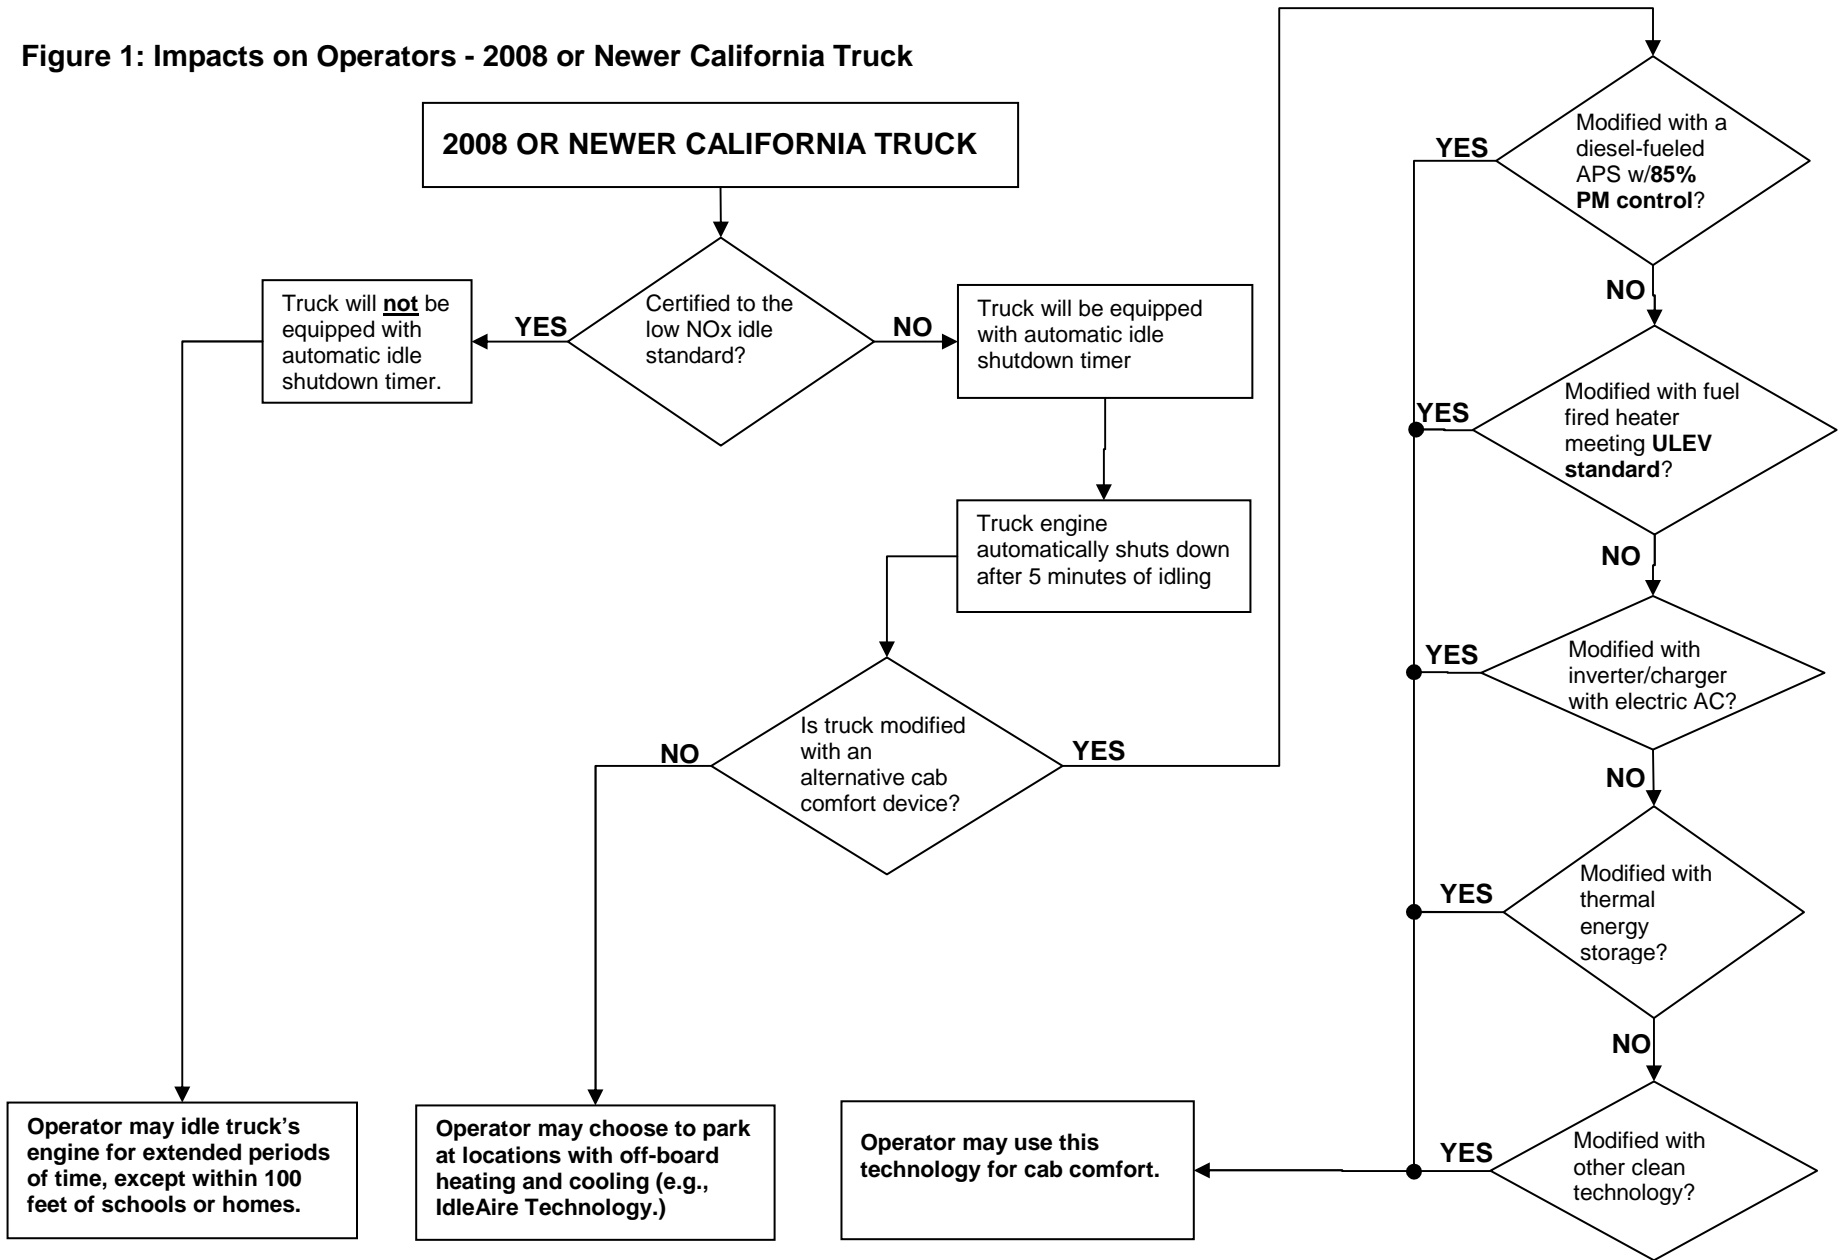 Figure 1: Impacts on Operators - 2008 or Newer California Truck
2008 OR NEWER CALIFORNIA TRUCK
Certified to the
low NOx idle
standard?
YES
Truck will not be
equipped with
automatic idle
shutdown timer.
NO
Truck will be equipped
with automatic idle
shutdown timer
Truck engine
automatically shuts down
after 5 minutes of idling
Is truck modified
with an
alternative cab
comfort device?
NO
YES
Modified with a
diesel-fueled
APS w/85%
PM control?
YES
NO
Modified with fuel
fired heater
meeting ULEV
standard?
YES
NO
Modified with
inverter/charger
with electric AC?
YES
NO
Modified with
thermal
energy
storage?
YES
NO
Modified with
other clean
technology?
YES
Operator may idle truck’s
engine for extended periods
of time, except within 100
feet of schools or homes.
Operator may choose to park
at locations with off-board
heating and cooling (e.g.,
IdleAire Technology.)
Operator may use this
technology for cab comfort.